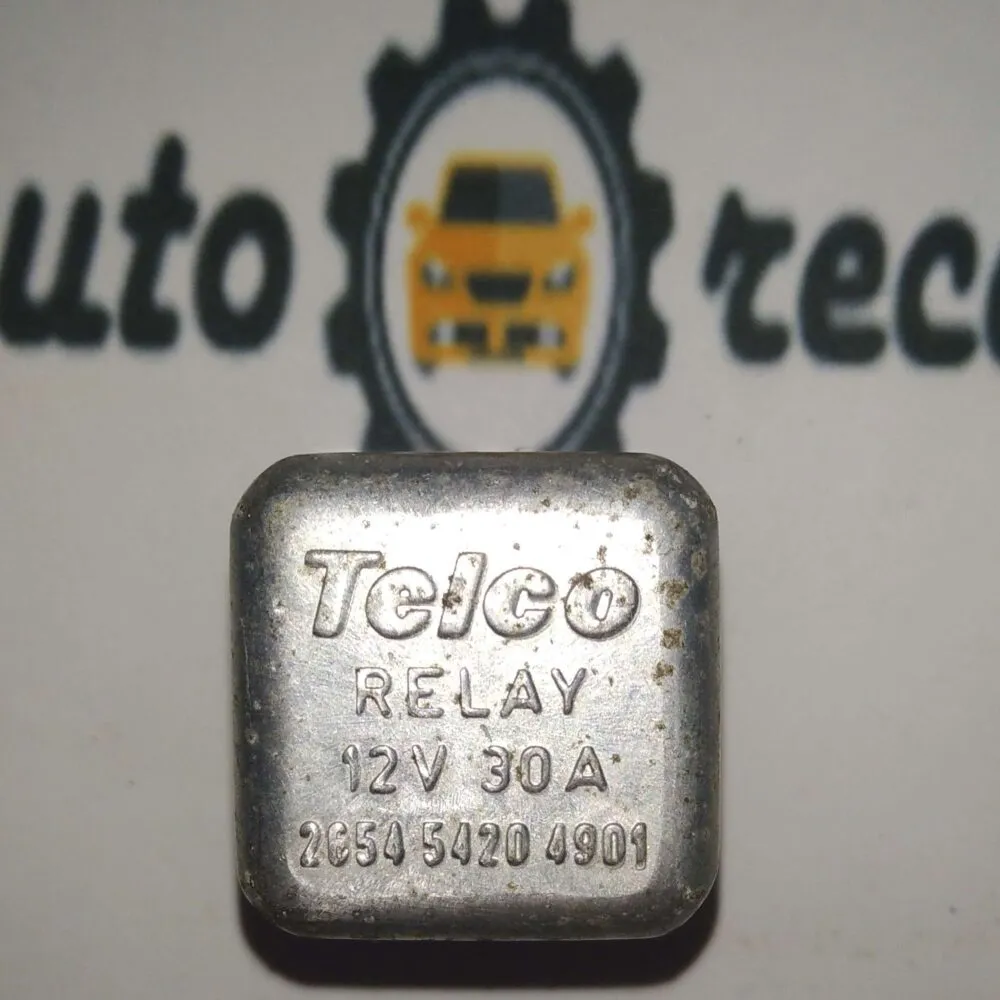 uto rec
Telco
RELAY
12V 30A
2654 5420 4901